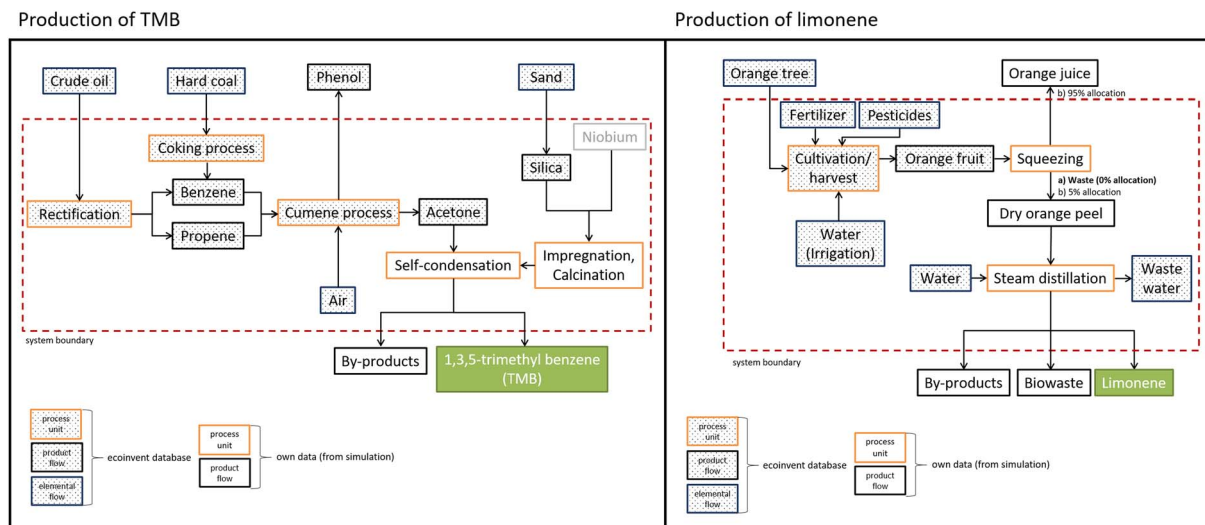 Production of TMB
Crude oil
Hard coal
Phenol
Sand
Coking process
Niobium
Benzene
Silica
Rectification
Cumene process
Acetone
Propene
Self-condensation
Impregnation,
Calcination
Air
system boundary
By-products
1,3,5-trimethyl benzene
(TMB)
process
unit
product
flow
elemental
flow
ecoinvent database
process
unit
product
flow
own data (from simulation)
Production of limonene
Orange tree
Orange juice
b) 95% allocation
Fertilizer
Pesticides
Cultivation/
harvest
Orange fruit
Squeezing
a) Waste (0% allocation)
b) 5% allocation
Dry orange peel
Water
(Irrigation)
Water
Steam distillation
Waste
water
system boundary
By-products
Biowaste
Limonene
process
unit
product
flow
elemental
flow
ecoinvent database
process
unit
product
flow
own data (from simulation)